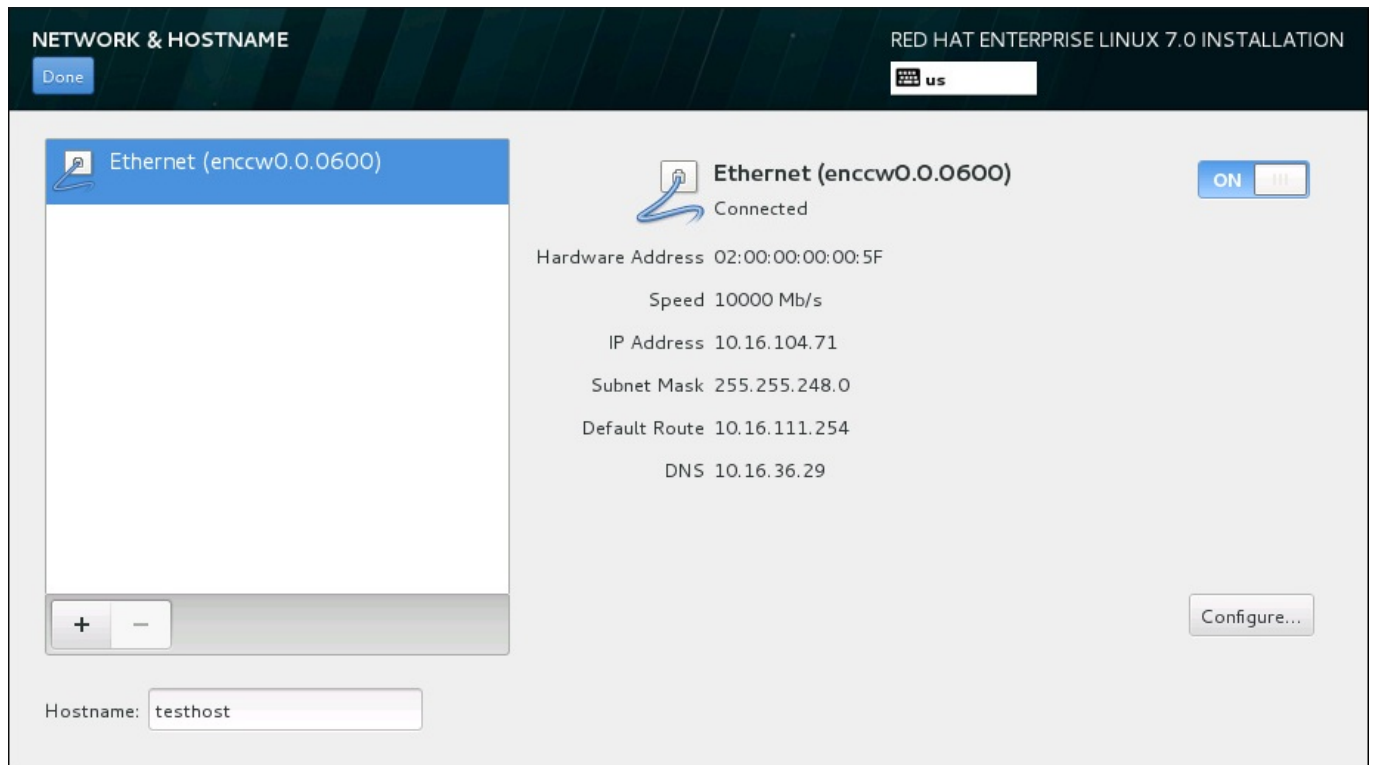 NETWORK & HOSTNAME
RED HAT ENTERPRISE LINUX 7.0 INSTALLATION
Done
us
Ethernet (enccw0.0.0600)
Ethernet (enccw0.0.0600)
Connected
ON
Hardware Address 02:00:00:00:00:5F
Speed 10000 Mb/s
IP Address 10.16.104.71
Subnet Mask 255.255.248.0
Default Route 10.16.111.254
DNS 10.16.36.29
+ −
Configure...
Hostname: testhost